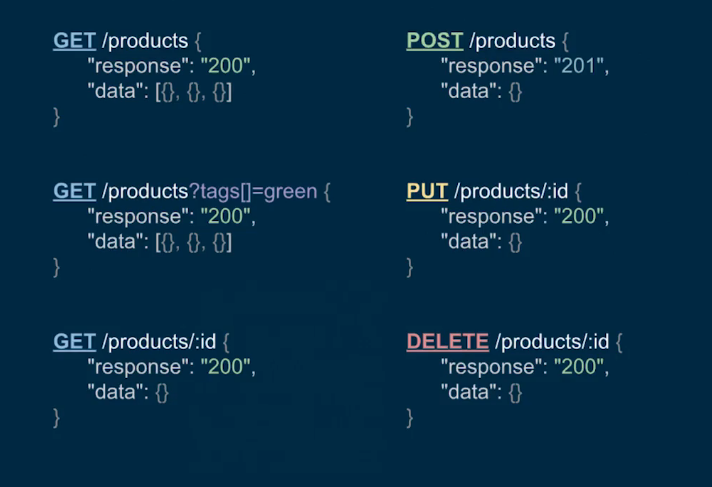 GET /products {
"response": "200",
"data": [{}, {}, {}]
}
GET /products?tags[]=green {
"response": "200",
"data": [{}, {}, {}]
}
GET /products/:id {
"response": "200",
"data": {}
}
POST /products {
"response": "201",
"data": {}
}
PUT /products/:id {
"response": "200",
"data": {}
}
DELETE /products/:id {
"response": "200",
"data": {}
}